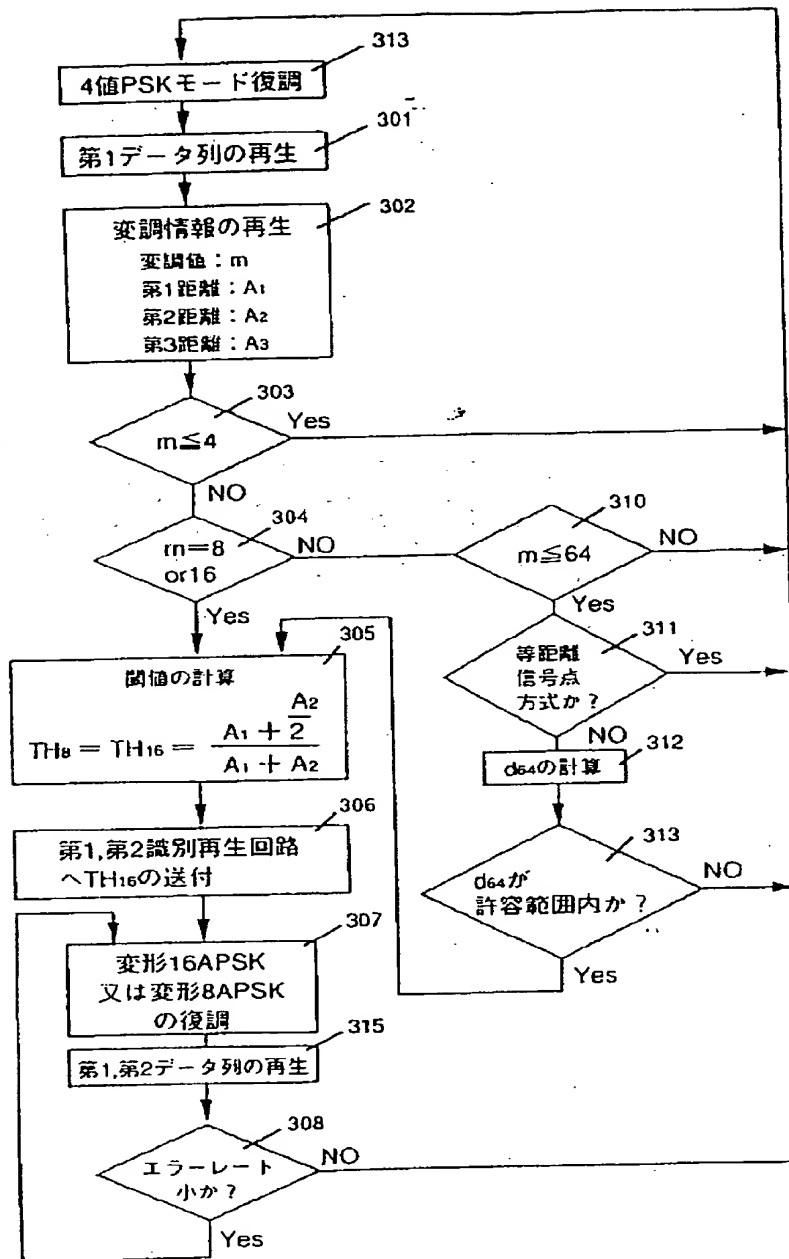 313
4値PSKモード復調
301
第1データ列の再生
302
変調情報の再生
変調値：m
第1距離：A1
第2距離：A2
第3距離：A3
303
Yes
m≦4
NO
304
m=8
or16
NO
310
m≦64
NO
Yes
Yes
305
閾値の計算
TH8 = TH16 = (A1 + A2/2) / (A1 + A2)
311
等距離
信号点
方式か？
Yes
NO
312
d64の計算
306
第1,第2識別再生回路
へTH16の送付
313
d64が
許容範囲内か？
NO
Yes
307
変形16APSK
又は変形8APSK
の復調
315
第1,第2データ列の再生
308
エラーレート
小か？
NO
Yes